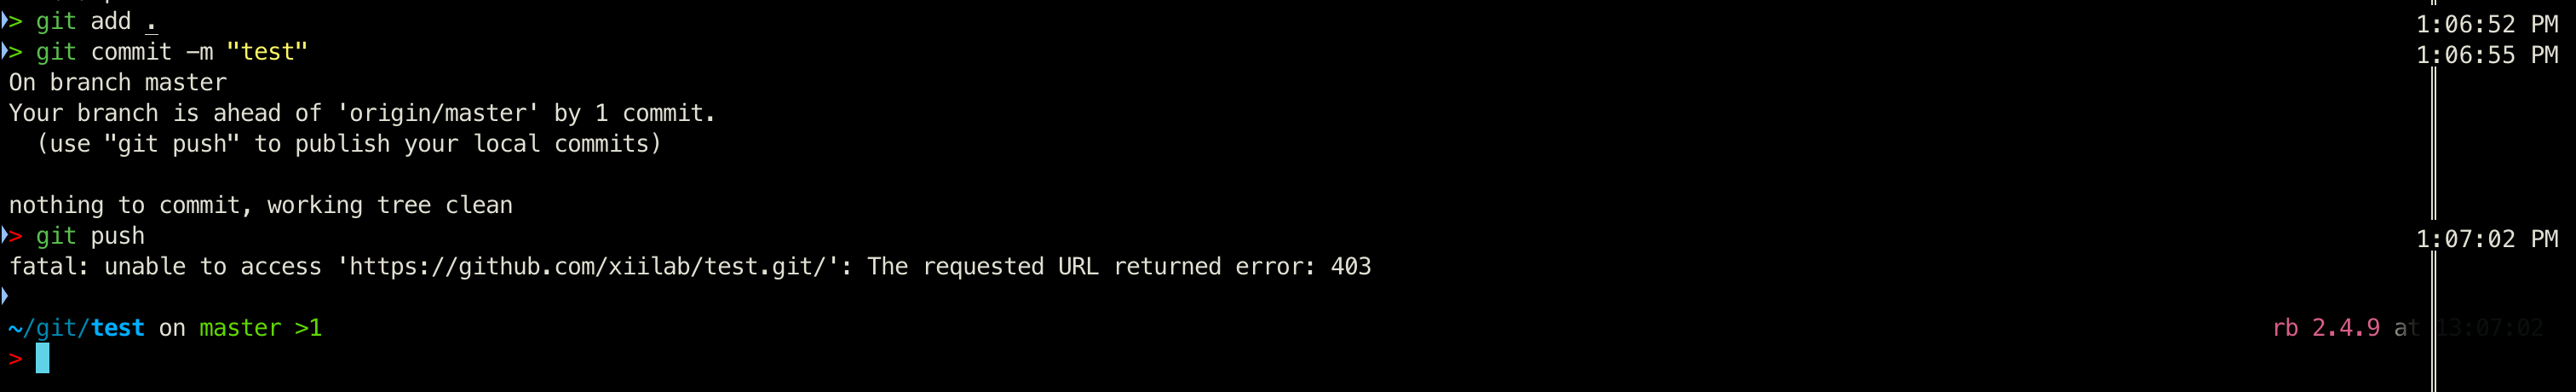 > git add . 1:06:52 PM
> git commit -m "test" 1:06:55 PM
On branch master
Your branch is ahead of 'origin/master' by 1 commit.
(use "git push" to publish your local commits)
nothing to commit, working tree clean
> git push 1:07:02 PM
fatal: unable to access 'https://github.com/xiilab/test.git/': The requested URL returned error: 403
~/git/test on master >1 rb 2.4.9 at 13:07:02
>